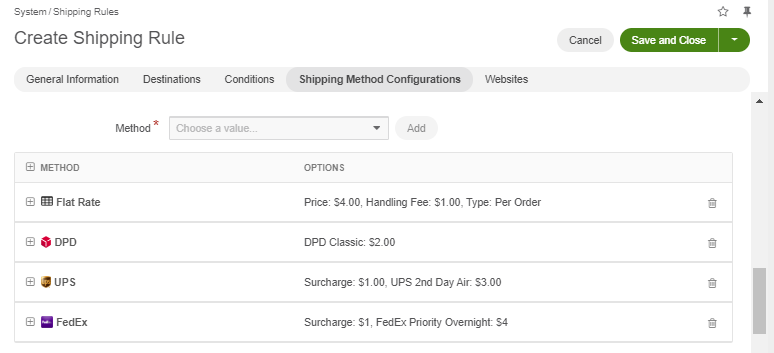 System / Shipping Rules
Create Shipping Rule
Cancel
Save and Close
General Information Destinations Conditions Shipping Method Configurations Websites
Method * Choose a value... Add
METHOD OPTIONS
Flat Rate Price: $4.00, Handling Fee: $1.00, Type: Per Order
DPD DPD Classic: $2.00
UPS Surcharge: $1.00, UPS 2nd Day Air: $3.00
FedEx Surcharge: $1, FedEx Priority Overnight: $4